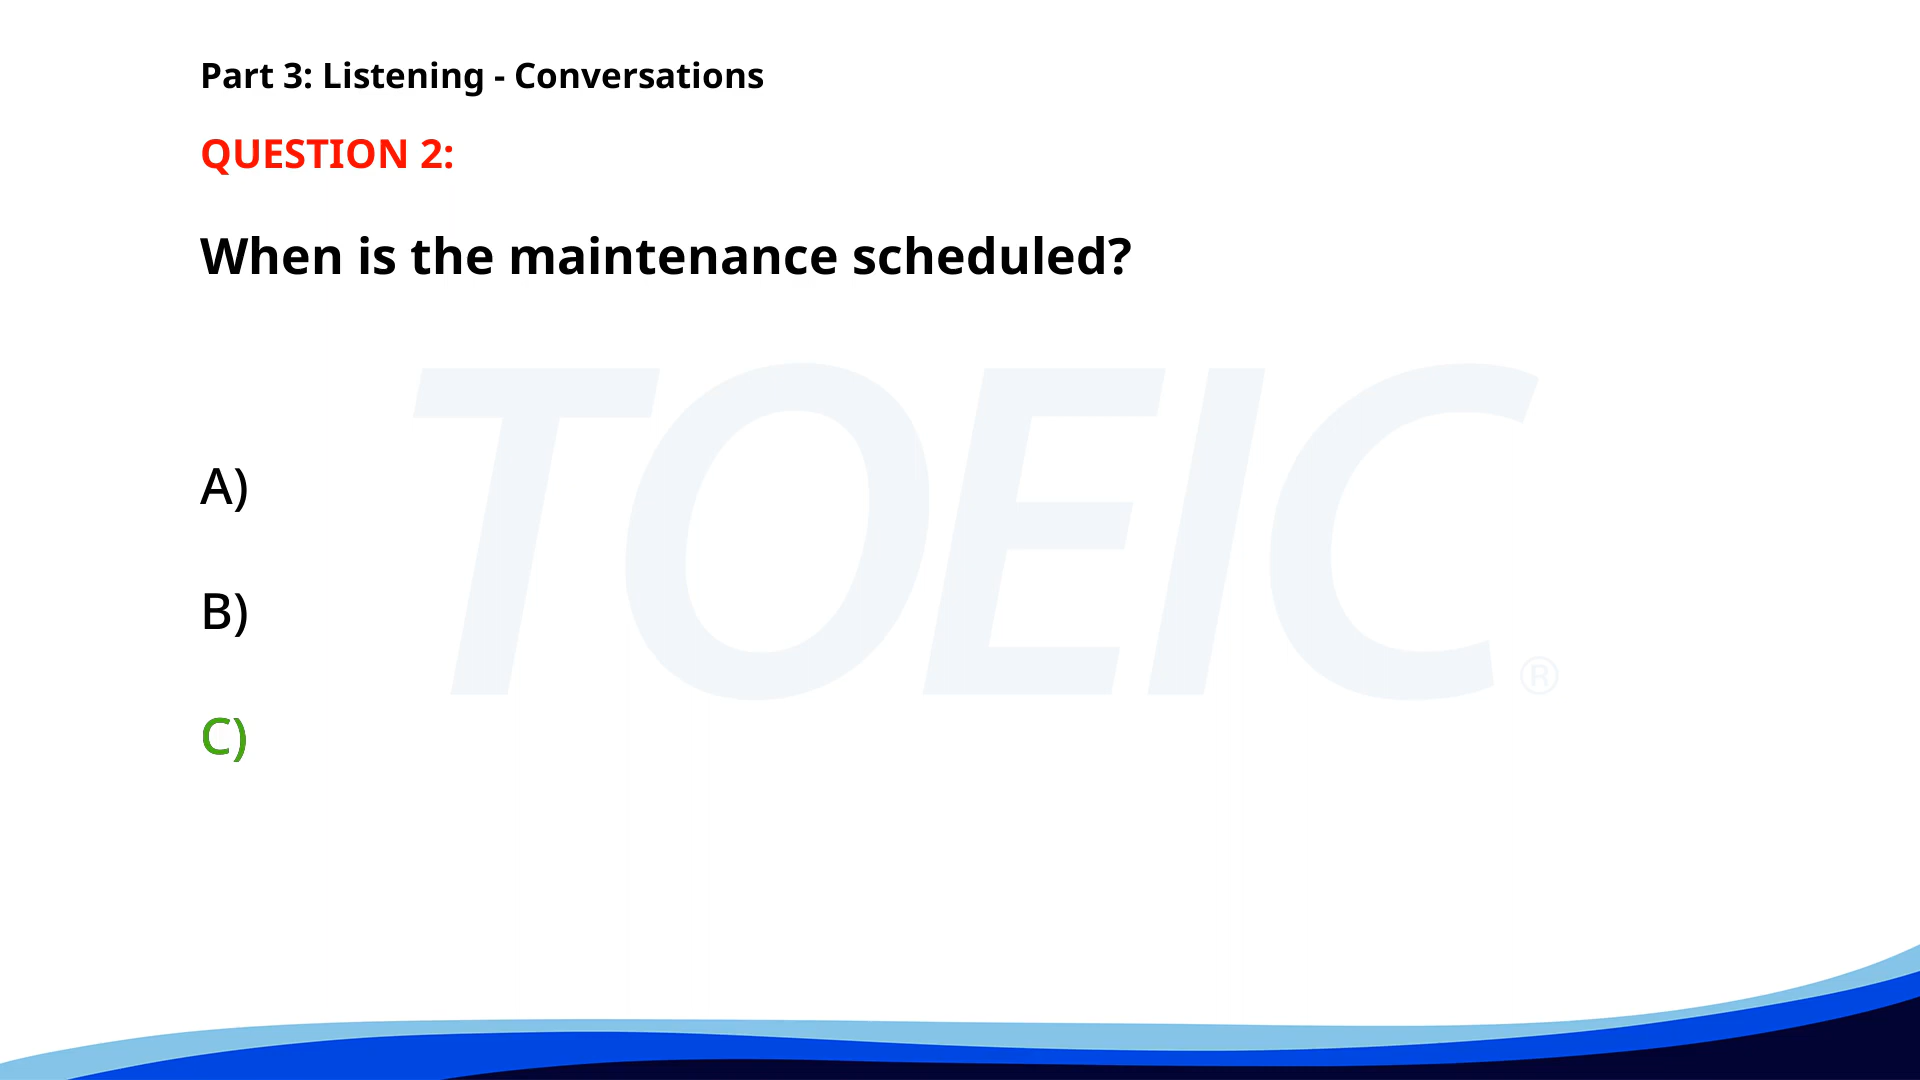 Part 3: Listening - Conversations
QUESTION 2:
When is the maintenance scheduled?
TOEIC®
A)
B)
C)